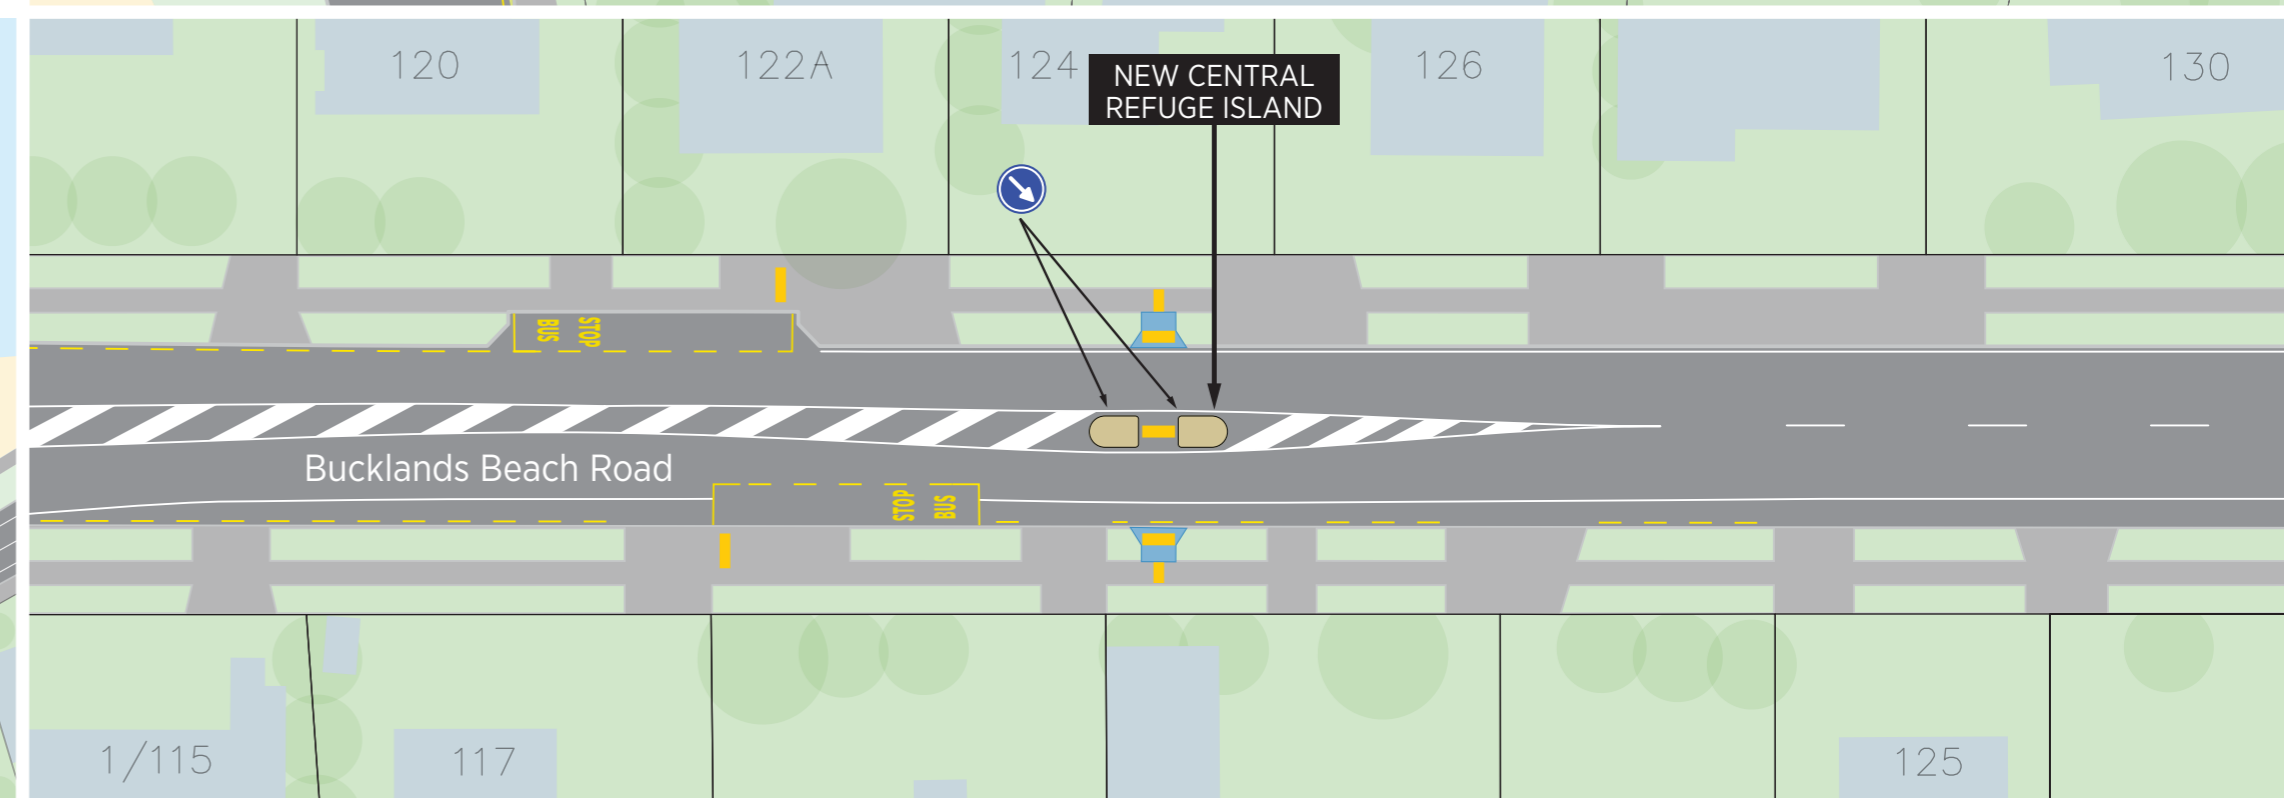 120
122A
124
126
130
NEW CENTRAL
REFUGE ISLAND
BUS
STOP
Bucklands Beach Road
STOP
BUS
1/115
117
125